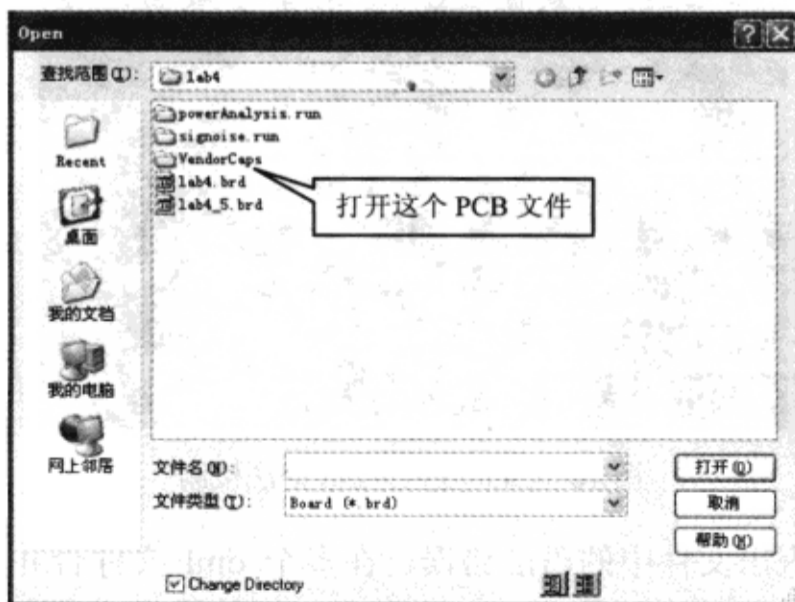 Open
查找范围(I):
lab4
powerAnalysis.run
signoise.run
VendorCaps
lab4.brd
lab4_5.brd
打开这个 PCB 文件
Recent
桌面
我的文档
我的电脑
网上邻居
文件名(N):
打开(O)
文件类型(T):
Board (*.brd)
取消
帮助(H)
Change Directory